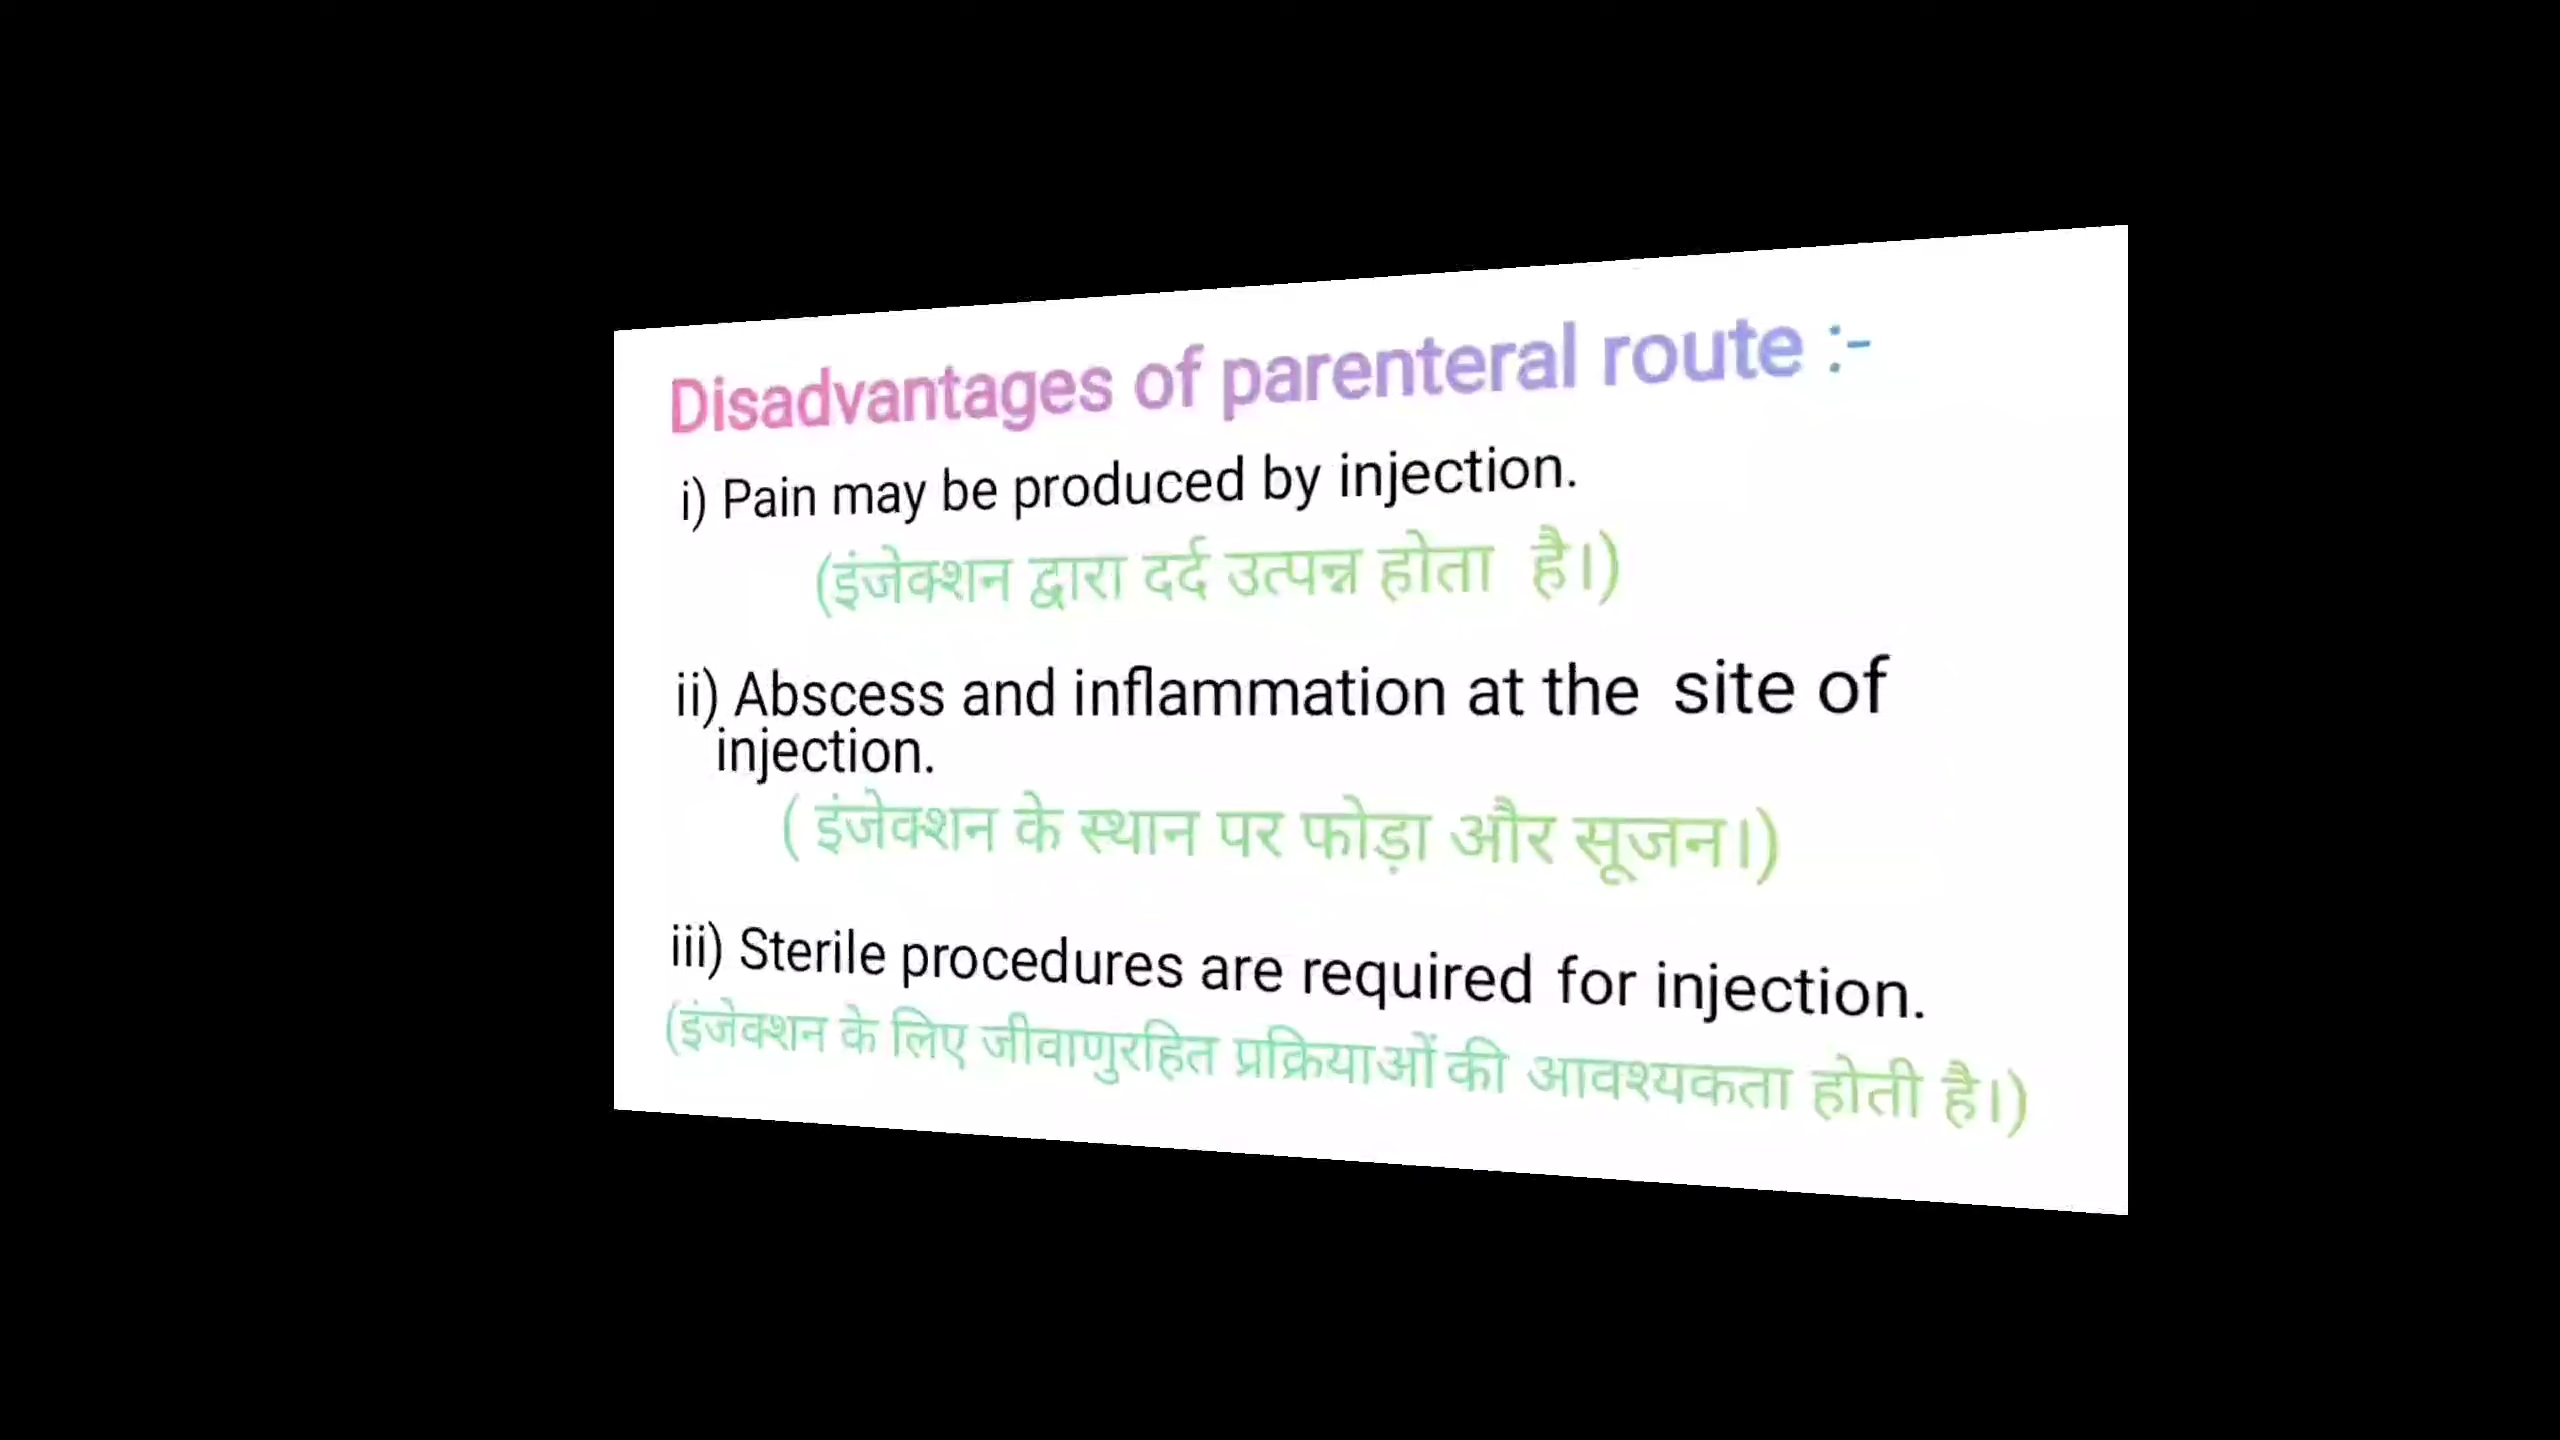 Disadvantages of parenteral route :-
i) Pain may be produced by injection.
(इंजेक्शन द्वारा दर्द उत्पन्न होता है।)
ii) Abscess and inflammation at the site of
injection.
( इंजेक्शन के स्थान पर फोड़ा और सूजन।)
iii) Sterile procedures are required for injection.
(इंजेक्शन के लिए जीवाणुरहित प्रक्रियाओं की आवश्यकता होती है।)